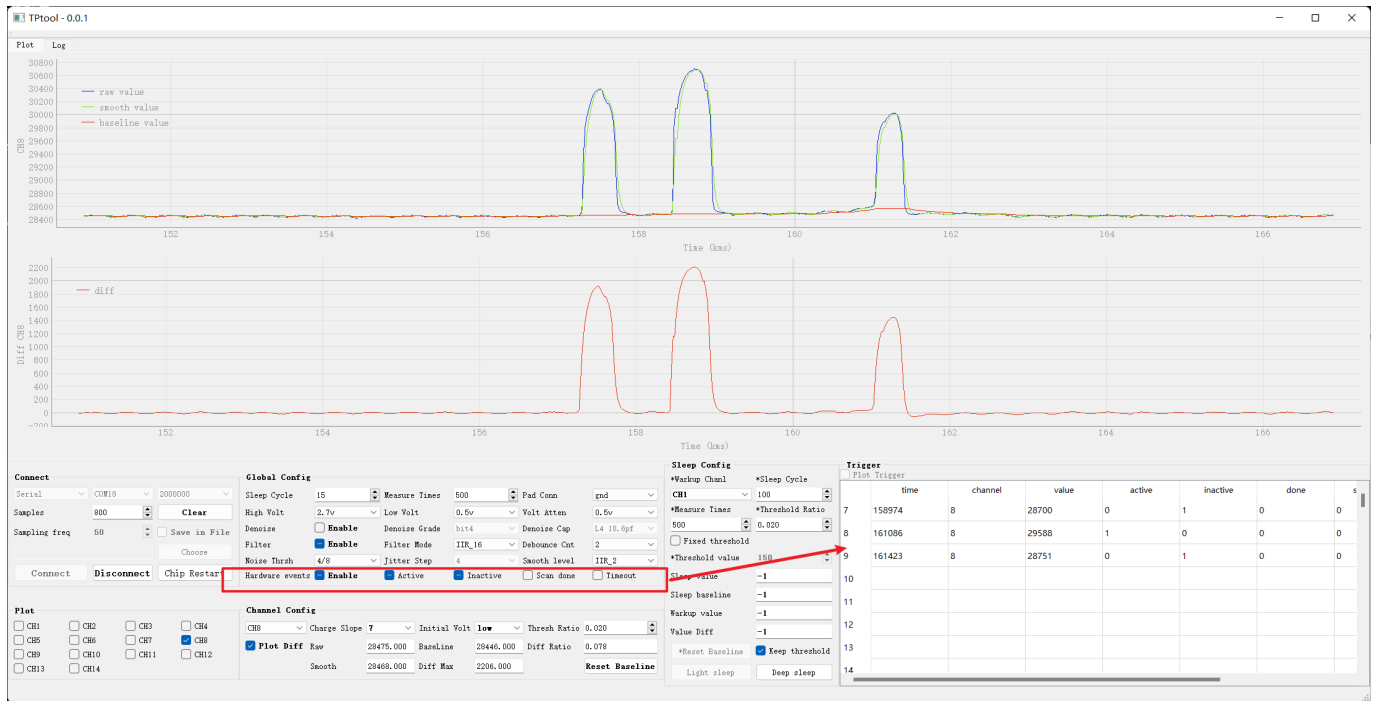 TPtool - 0.0.1
Plot Log
30800
30600
30400
30200
30000
29800
29600
29400
29200
29000
28800
28600
28400
CH8
raw value
smooth value
baseline value
152 154 156 158 160 162 164 166
Time (kms)
2200
2000
1800
1600
1400
1200
1000
800
600
400
200
0
-200
Diff CH8
diff
152 154 156 158 160 162 164 166
Time (kms)
Connect
Serial COM18 2000000
Samples 800 Clear
Sampling freq 50 Save in File
Choose
Connect Disconnect Chip Restart
Plot
CH1 CH2 CH3 CH4
CH5 CH6 CH7 CH8
CH9 CH10 CH11 CH12
CH13 CH14
Global Config
Sleep Cycle 15 Measure Times 500 Pad Conn gnd
High Volt 2.7v Low Volt 0.5v Volt Atten 0.5v
Denoise Enable Denoise Grade bit4 Denoise Cap L4 10.6pf
Filter Enable Filter Mode IIR_16 Debounce Cnt 2
Noise Thrsh 4/8 Jitter Step 4 Smooth level IIR_2
Hardware events Enable Active Inactive Scan done Timeout
Channel Config
CH8 Charge Slope 7 Initial Volt low Thresh Ratio 0.020
Plot Diff Raw 28475.000 BaseLine 28446.000 Diff Ratio 0.078
Smooth 28468.000 Diff Max 2206.000 Reset Baseline
Sleep Config
*Warkup Chanl *Sleep Cycle
CH1 100
*Measure Times *Threshold Ratio
500 0.020
Fixed threshold
*Threshold value 150
Sleep value -1
Sleep baseline -1
Warkup value -1
Value Diff -1
*Reset Baseline Keep threshold
Light sleep Deep sleep
Trigger
Plot Trigger
time channel value active inactive done s
7 158974 8 28700 0 1 0 0
8 161086 8 29588 1 0 0 0
9 161423 8 28751 0 1 0 0
10
11
12
13
14